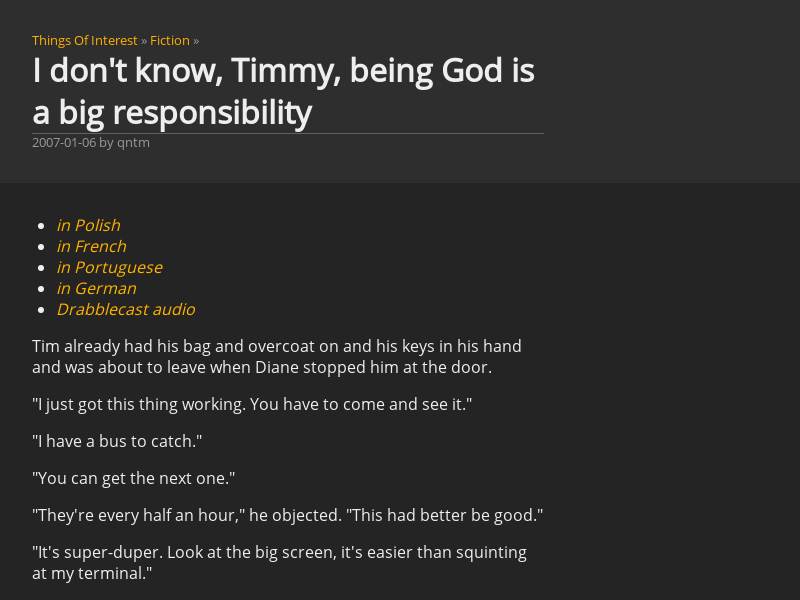 Things Of Interest » Fiction »
I don't know, Timmy, being God is
a big responsibility
2007-01-06 by qntm
in Polish
in French
in Portuguese
in German
Drabblecast audio
Tim already had his bag and overcoat on and his keys in his hand
and was about to leave when Diane stopped him at the door.
"I just got this thing working. You have to come and see it."
"I have a bus to catch."
"You can get the next one."
"They're every half an hour," he objected. "This had better be good."
"It's super-duper. Look at the big screen, it's easier than squinting
at my terminal."